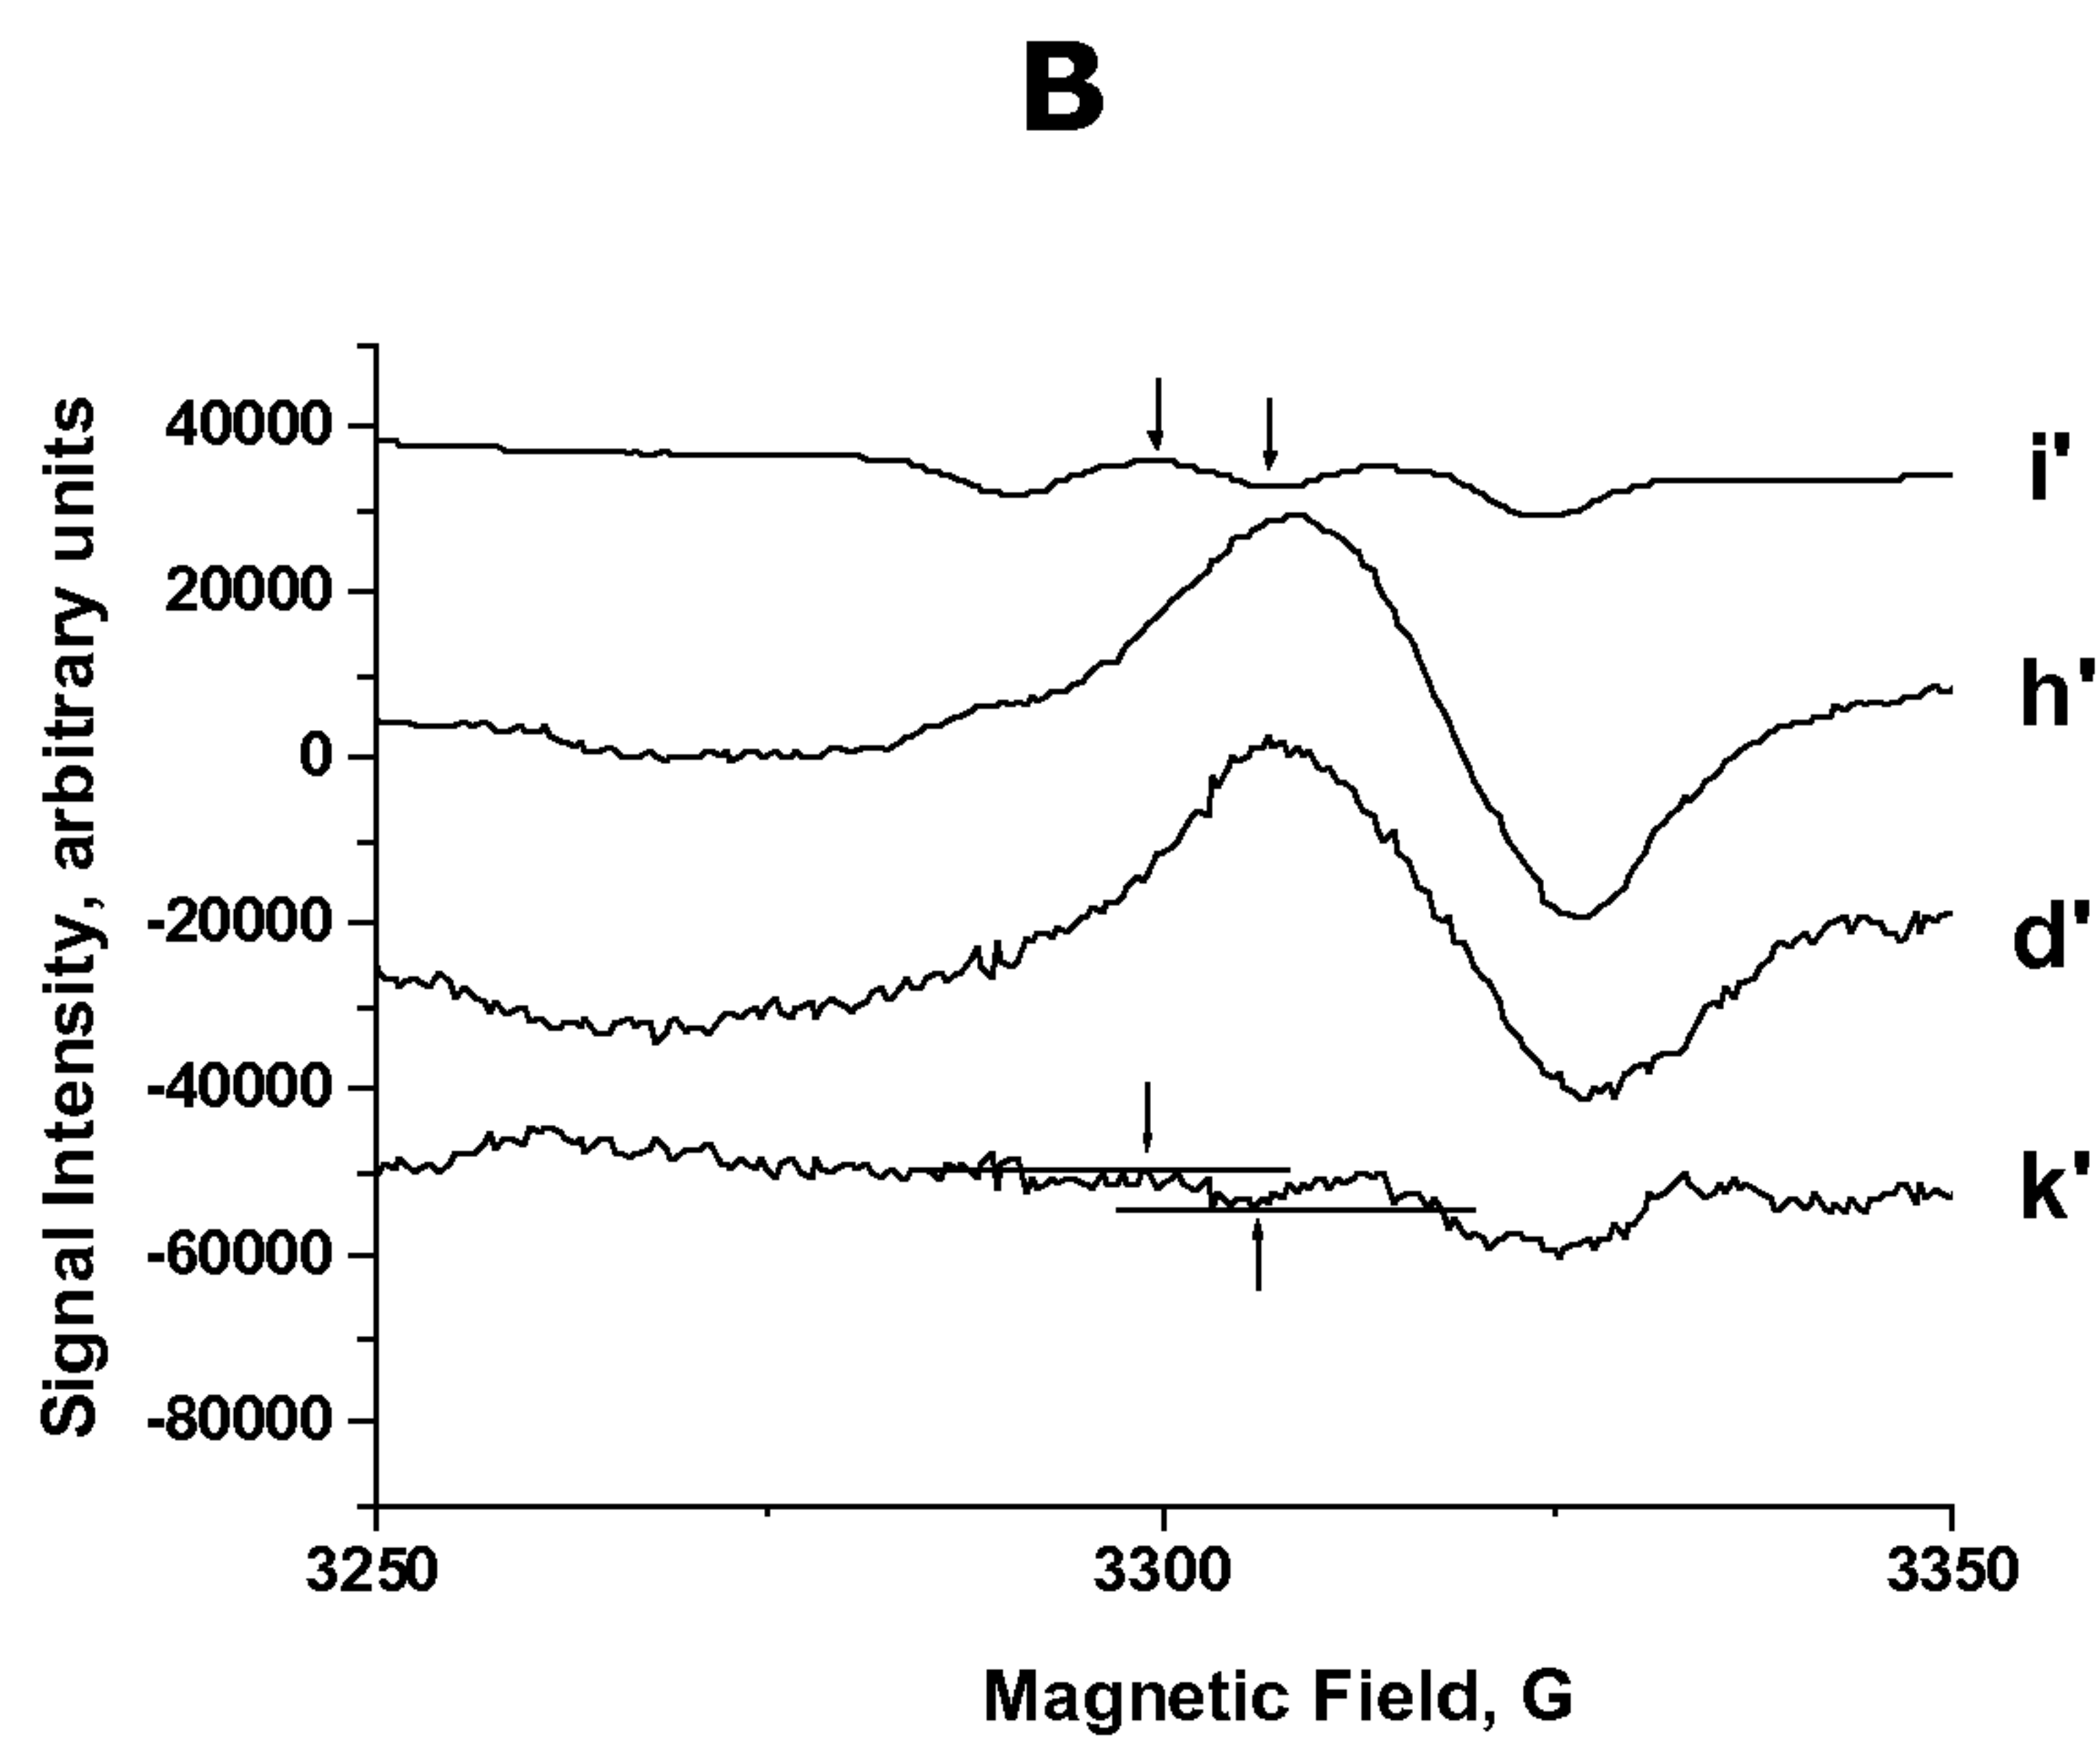 B
Signal Intensity, arbitrary units
40000
20000
0
-20000
-40000
-60000
-80000
i'
h'
d'
k'
3250
3300
3350
Magnetic Field, G